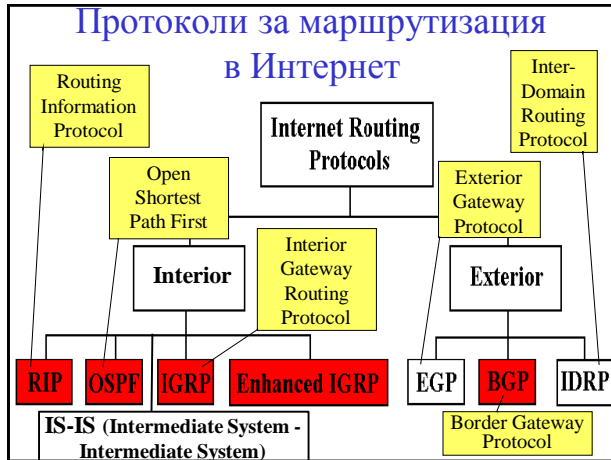 Протоколи за маршрутизация
в Интернет
Routing
Information
Protocol
Inter-
Domain
Routing
Protocol
Internet Routing
Protocols
Open
Shortest
Path First
Exterior
Gateway
Protocol
Interior
Gateway
Routing
Protocol
Interior
Exterior
RIP
OSPF
IGRP
Enhanced IGRP
EGP
BGP
IDRP
IS-IS (Intermediate System -
Intermediate System)
Border Gateway
Protocol